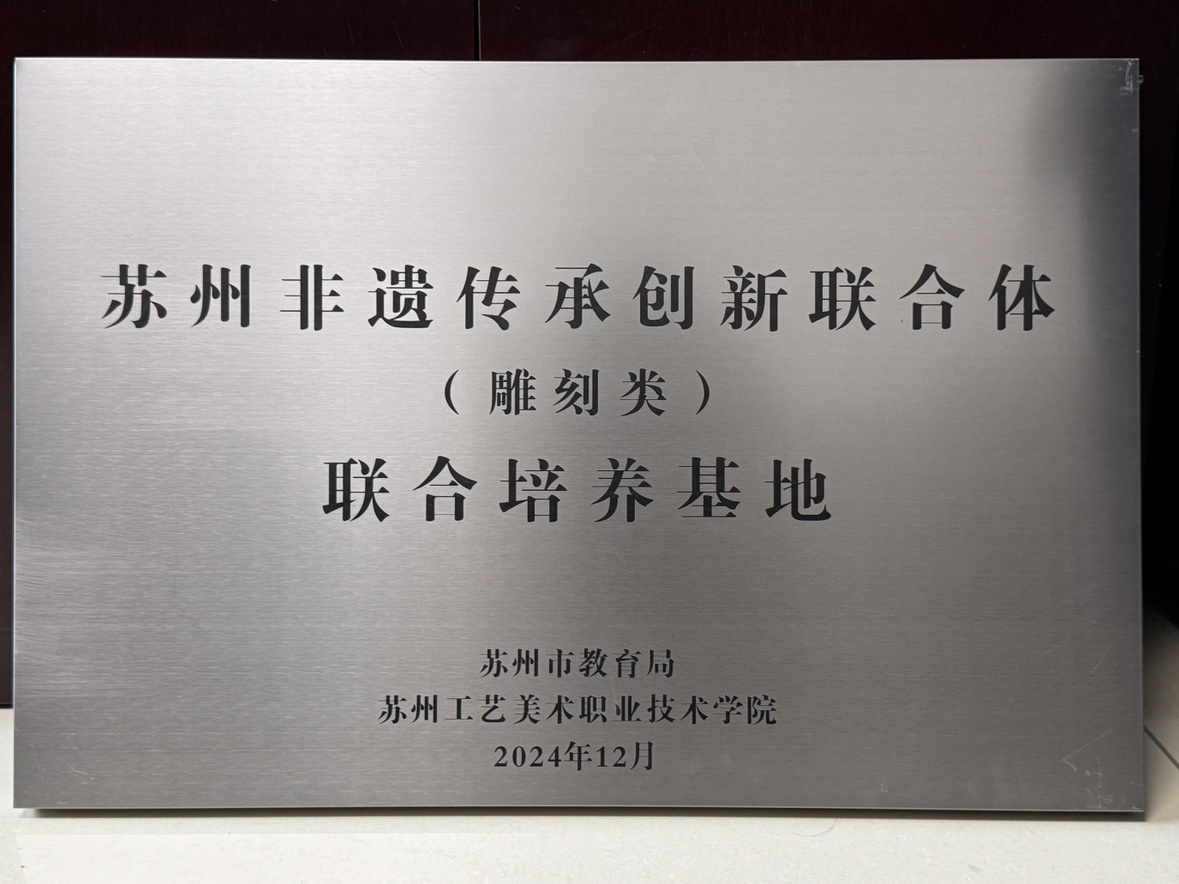 苏州非遗传承创新联合体
（雕刻类）
联合培养基地
苏州市教育局
苏州工艺美术职业技术学院
2024年12月